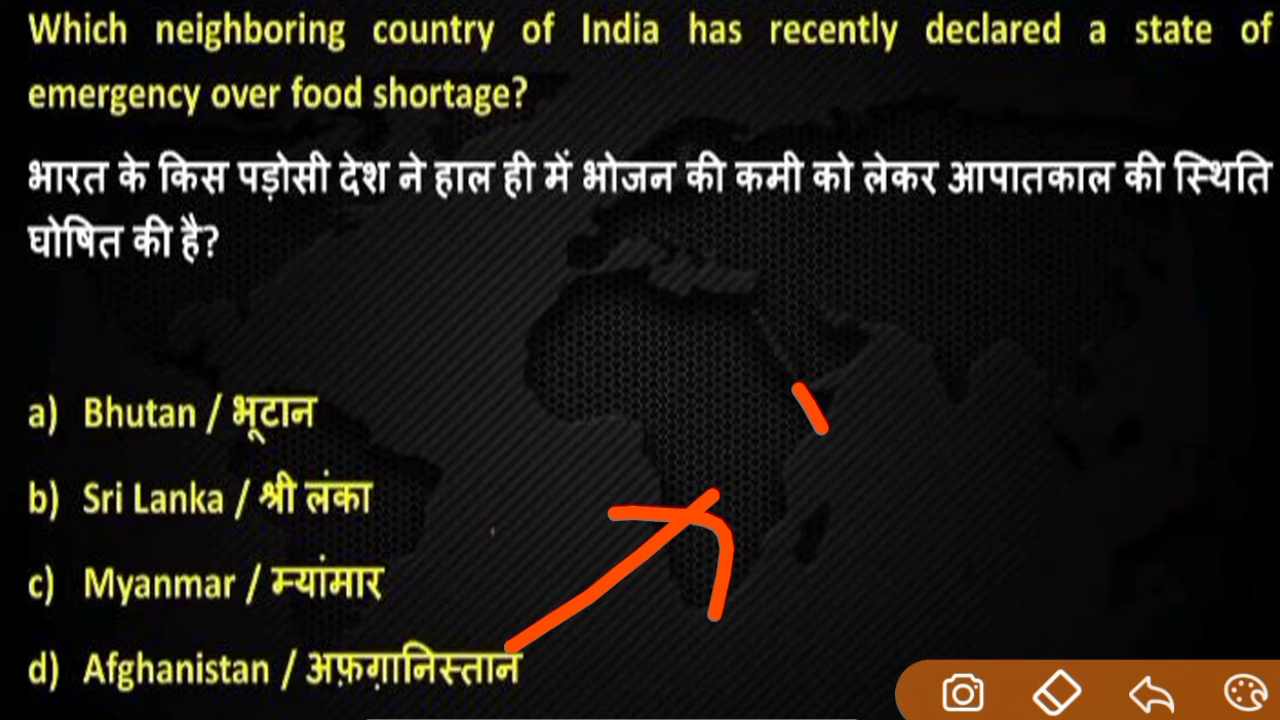 Which neighboring country of India has recently declared a state of
emergency over food shortage?
भारत के किस पड़ोसी देश ने हाल ही में भोजन की कमी को लेकर आपातकाल की स्थिति
घोषित की है?
a) Bhutan / भूटान
b) Sri Lanka / श्री लंका
c) Myanmar / म्यांमार
d) Afghanistan / अफ़ग़ानिस्तान